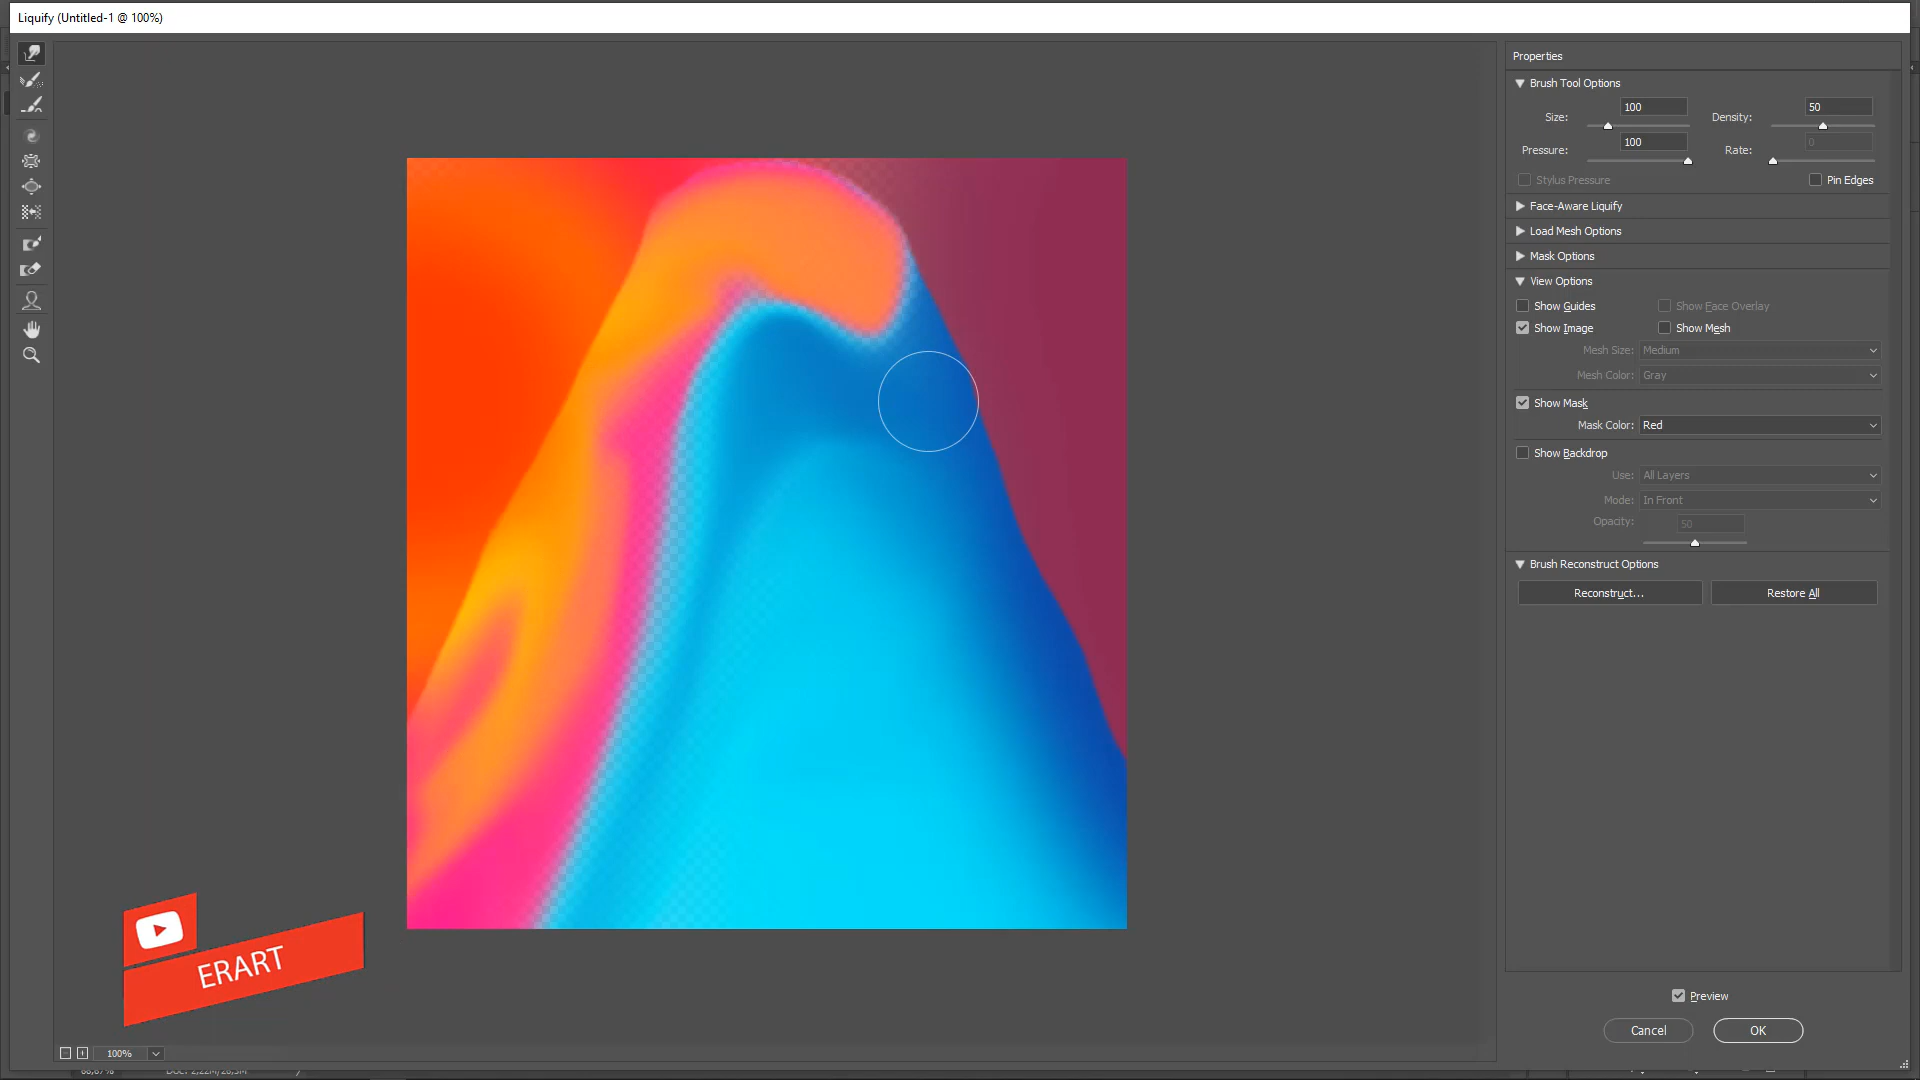 Liquify (Untitled-1 @ 100%)
Properties
Brush Tool Options
Size: 100 Density: 50
Pressure: 100 Rate: 0
Stylus Pressure Pin Edges
Face-Aware Liquify
Load Mesh Options
Mask Options
View Options
Show Guides Show Face Overlay
Show Image Show Mesh
Mesh Size: Medium
Mesh Color: Gray
Show Mask
Mask Color: Red
Show Backdrop
Use: All Layers
Mode: In Front
Opacity: 50
Brush Reconstruct Options
Reconstruct... Restore All
ERART
Preview
Cancel OK
100%